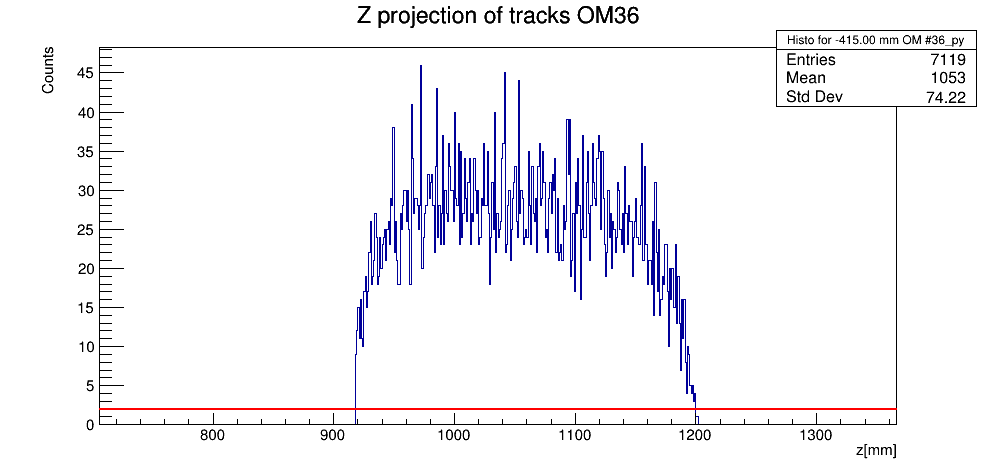 Z projection of tracks OM36
Histo for -415.00 mm OM #36_py
Entries 7119
Mean 1053
Std Dev 74.22
Counts
45
40
35
30
25
20
15
10
5
0
800 900 1000 1100 1200 1300
z[mm]